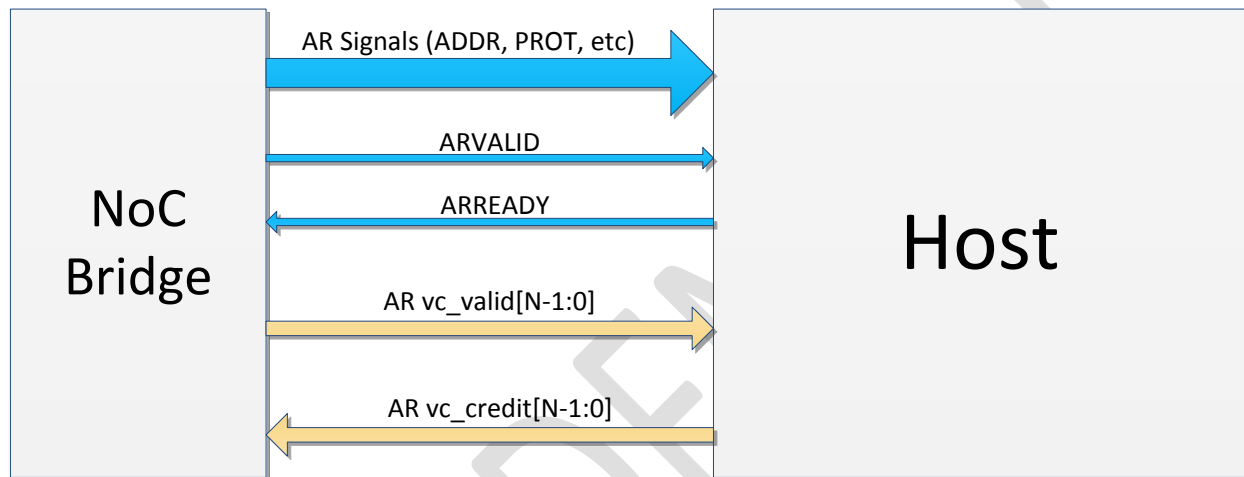 AR Signals (ADDR, PROT, etc)
ARVALID
ARREADY
NoC
Bridge
Host
AR vc_valid[N-1:0]
AR vc_credit[N-1:0]